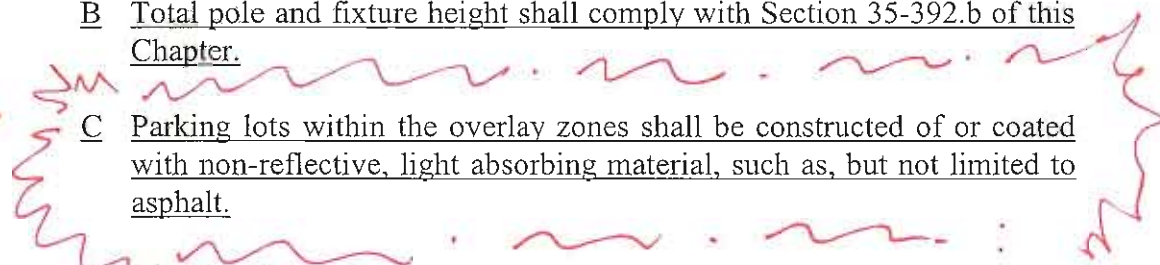 B Total pole and fixture height shall comply with Section 35-392.b of this
Chapter.
C Parking lots within the overlay zones shall be constructed of or coated
with non-reflective, light absorbing material, such as, but not limited to
asphalt.